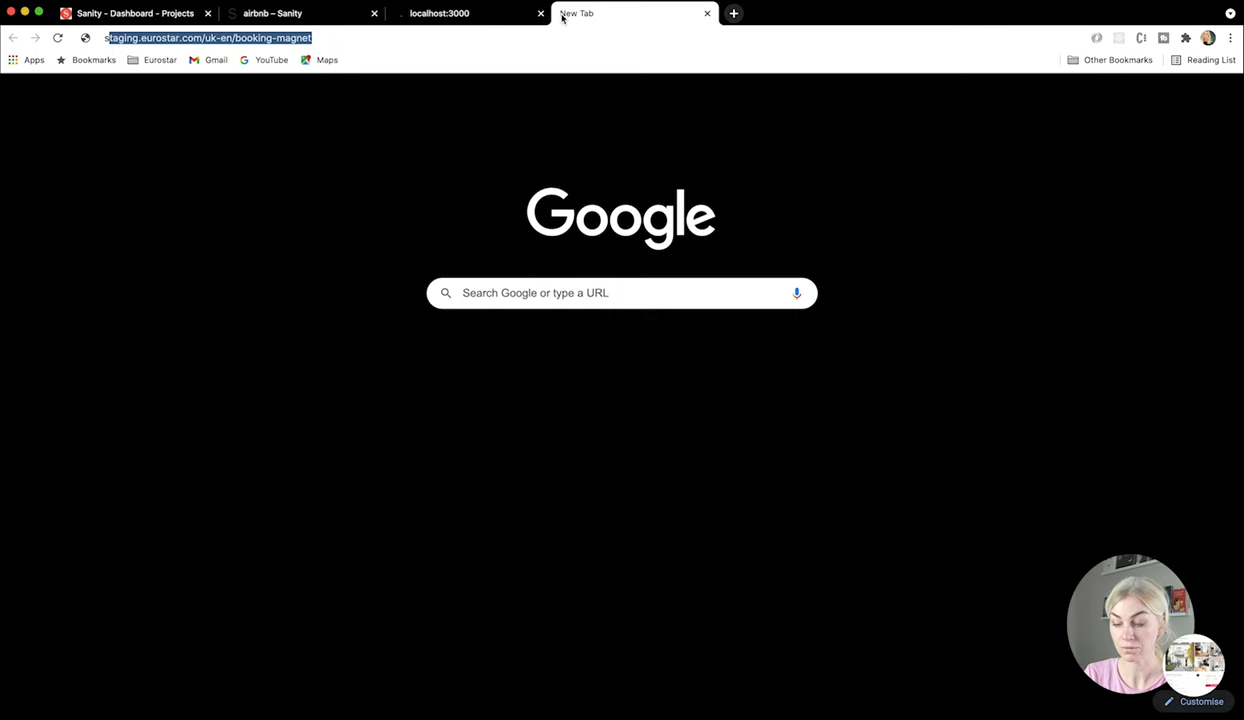 Sanity - Dashboard - Projects
airbnb – Sanity
localhost:3000
New Tab
staging.eurostar.com/uk-en/booking-magnet
Apps
Bookmarks
Eurostar
Gmail
YouTube
Maps
Other Bookmarks
Reading List
Google
Search Google or type a URL
Customise